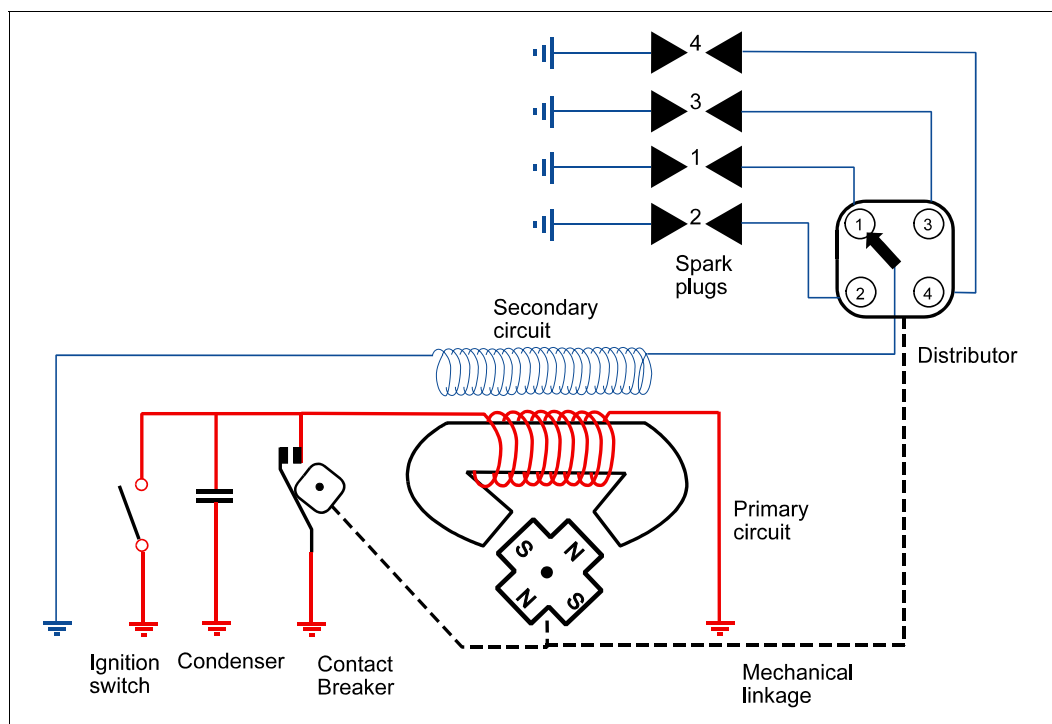 4
3
1
2
Spark
plugs
1
3
2
4
Distributor
Secondary
circuit
Primary
circuit
S
N
N
S
Ignition
switch
Condenser
Contact
Breaker
Mechanical
linkage